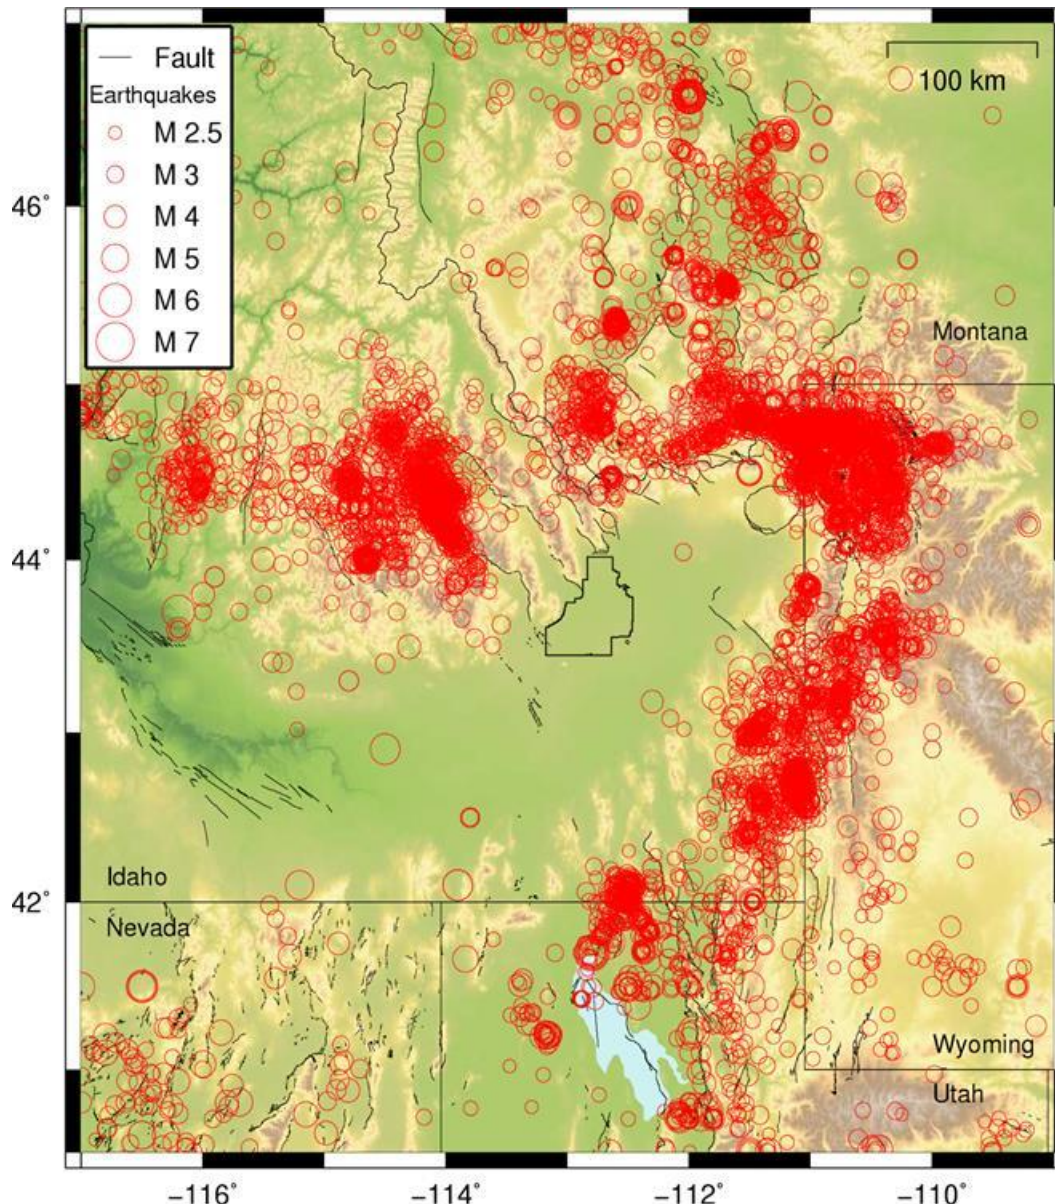 Fault
Earthquakes
M 2.5
M 3
M 4
M 5
M 6
M 7
100 km
46°
Montana
44°
Idaho
42°
Nevada
Wyoming
Utah
−116° −114° −112° −110°